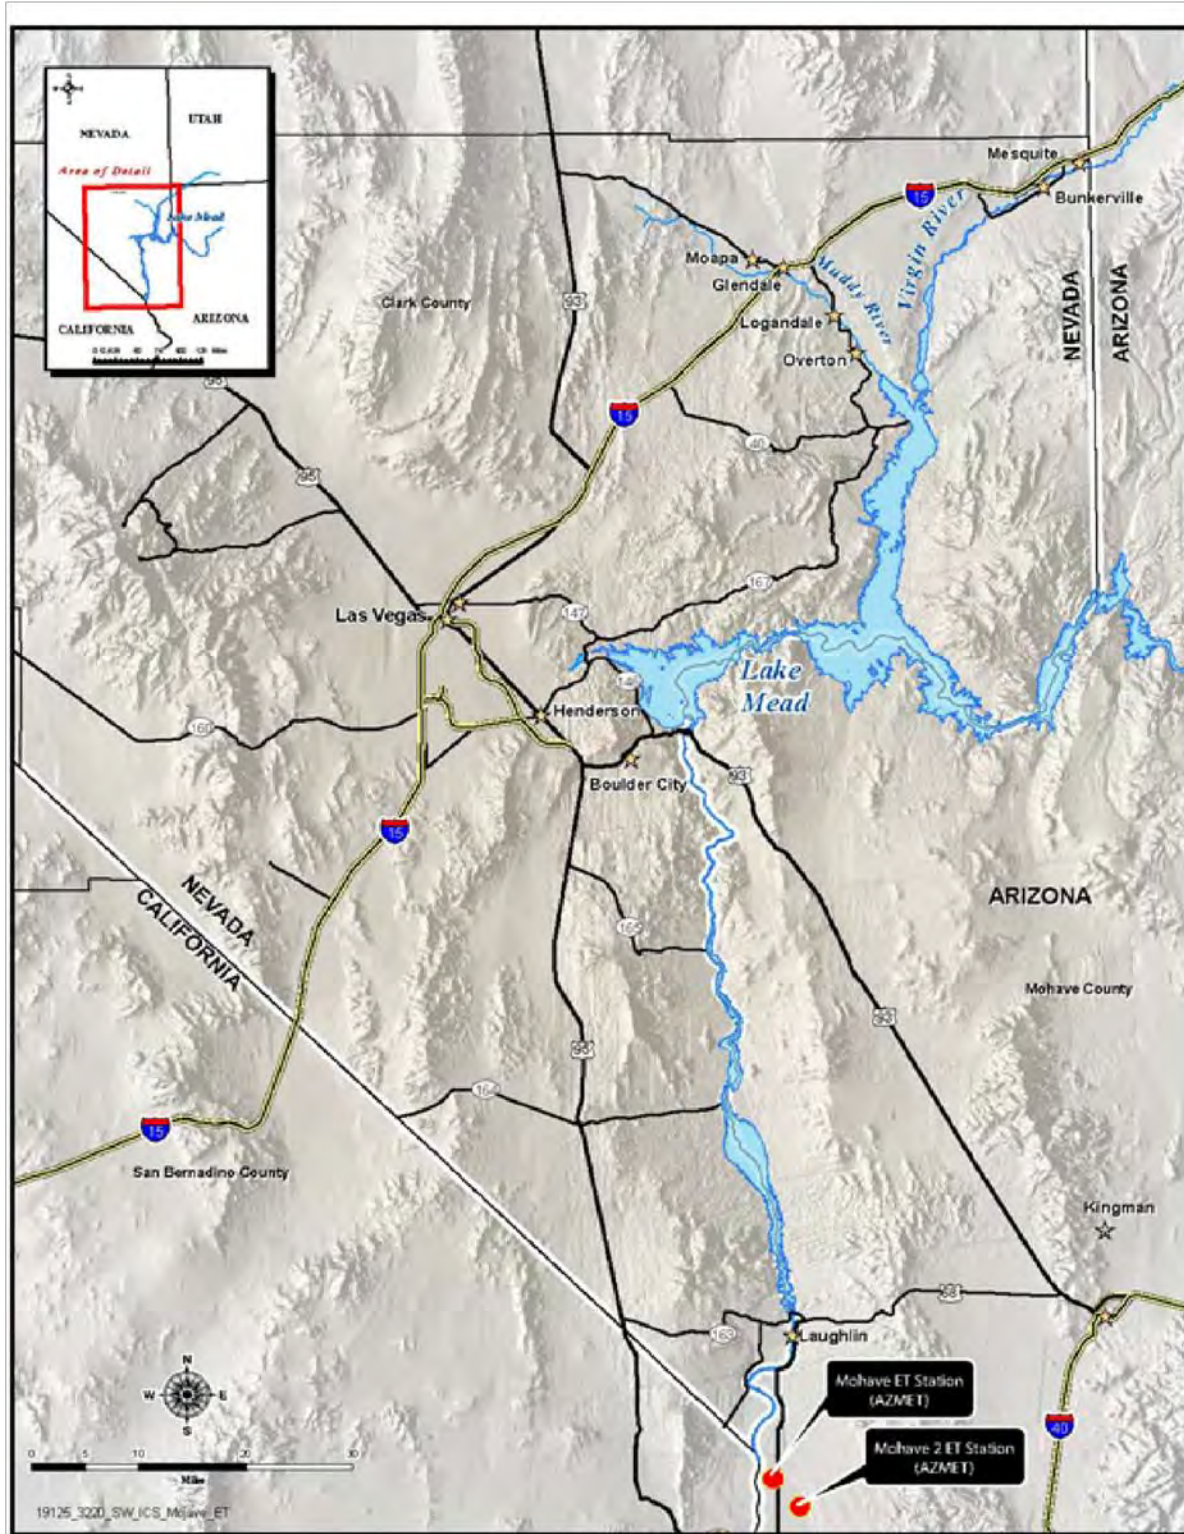 NEVADA
UTAH
Area of Detail
Lake Mead
CALIFORNIA
ARIZONA
Miles
Mesquite
15
Bunkerville
Virgin River
Moapa
Muddy River
Glendale
NEVADA
ARIZONA
Clark County
93
Logandale
Overton
15
40
95
95
167
Las Vegas
147
Lake
Mead
146
Henderson
160
93
Boulder City
15
NEVADA
CALIFORNIA
ARIZONA
165
Mohave County
93
95
164
15
San Bernadino County
Kingman
68
163
Laughlin
N
W
E
S
Mohave ET Station
(AZMET)
40
Mohave 2 ET Station
(AZMET)
0 10 20 30
Miles
19125_3220_SW_ICS_Mojave_ET